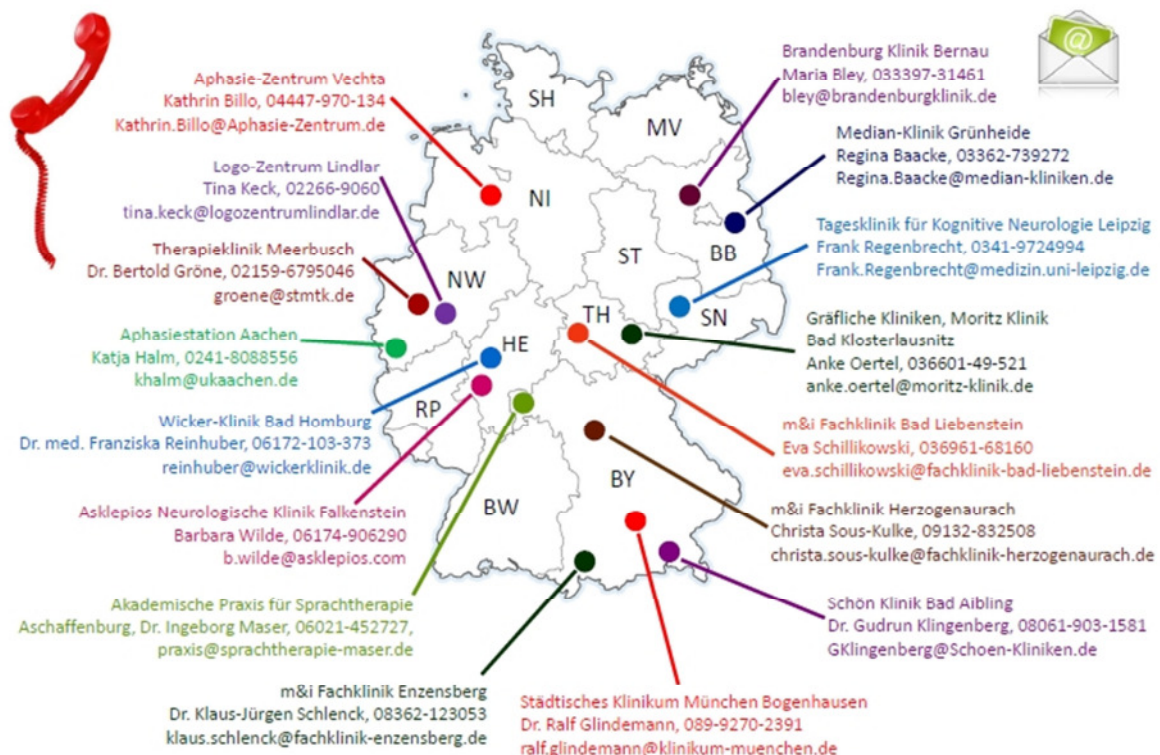 Aphasie-Zentrum Vechta
Kathrin Billo, 04447-970-134
Kathrin.Billo@Aphasie-Zentrum.de
Logo-Zentrum Lindlar
Tina Keck, 02266-9060
tina.keck@logozentrumlindlar.de
Therapieklinik Meerbusch
Dr. Bertold Gröne, 02159-6795046
groene@stmtk.de
Aphasiestation Aachen
Katja Halm, 0241-8088556
khalm@ukaachen.de
Wicker-Klinik Bad Homburg
Dr. med. Franziska Reinhuber, 06172-103-373
reinhuber@wickerklinik.de
Asklepios Neurologische Klinik Falkenstein
Barbara Wilde, 06174-906290
b.wilde@asklepios.com
Akademische Praxis für Sprachtherapie
Aschaffenburg, Dr. Ingeborg Maser, 06021-452727,
praxis@sprachtherapie-maser.de
m&i Fachklinik Enzensberg
Dr. Klaus-Jürgen Schlenck, 08362-123053
klaus.schlenck@fachklinik-enzensberg.de
SH
MV
NI
ST
BB
NW
TH
SN
HE
RP
BY
BW
@
Brandenburg Klinik Bernau
Maria Bley, 033397-31461
bley@brandenburgklinik.de
Median-Klinik Grünheide
Regina Baacke, 03362-739272
Regina.Baacke@median-kliniken.de
Tagesklinik für Kognitive Neurologie Leipzig
Frank Regenbrecht, 0341-9724994
Frank.Regenbrecht@medizin.uni-leipzig.de
Gräfliche Kliniken, Moritz Klinik
Bad Klosterlausnitz
Anke Oertel, 036601-49-521
anke.oertel@moritz-klinik.de
m&i Fachklinik Bad Liebenstein
Eva Schillikowski, 036961-68160
eva.schillikowski@fachklinik-bad-liebenstein.de
m&i Fachklinik Herzogenaurach
Christa Sous-Kulke, 09132-832508
christa.sous-kulke@fachklinik-herzogenaurach.de
Schön Klinik Bad Aibling
Dr. Gudrun Klingenberg, 08061-903-1581
GKlingenberg@Schoen-Kliniken.de
Städtisches Klinikum München Bogenhausen
Dr. Ralf Glindemann, 089-9270-2391
ralf.glindemann@klinikum-muenchen.de